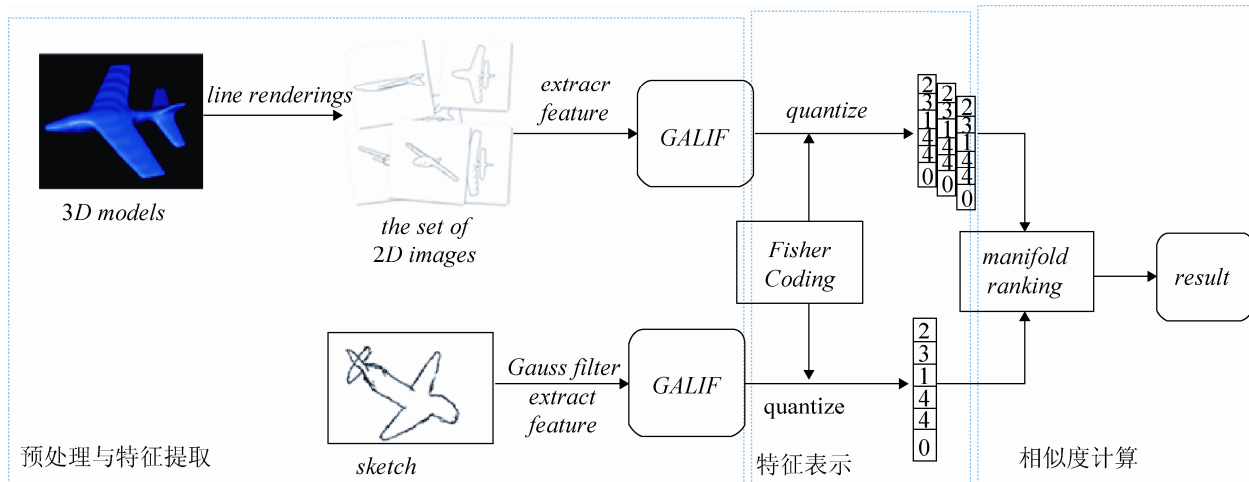 line renderings
extracr
feature
GALIF
quantize
2
3
1
4
4
0
2
3
1
4
4
0
2
3
1
4
4
0
3D models
the set of
2D images
Fisher
Coding
manifold
ranking
result
Gauss filter
extract
feature
GALIF
quantize
2
3
1
4
4
0
sketch
预处理与特征提取
特征表示
相似度计算